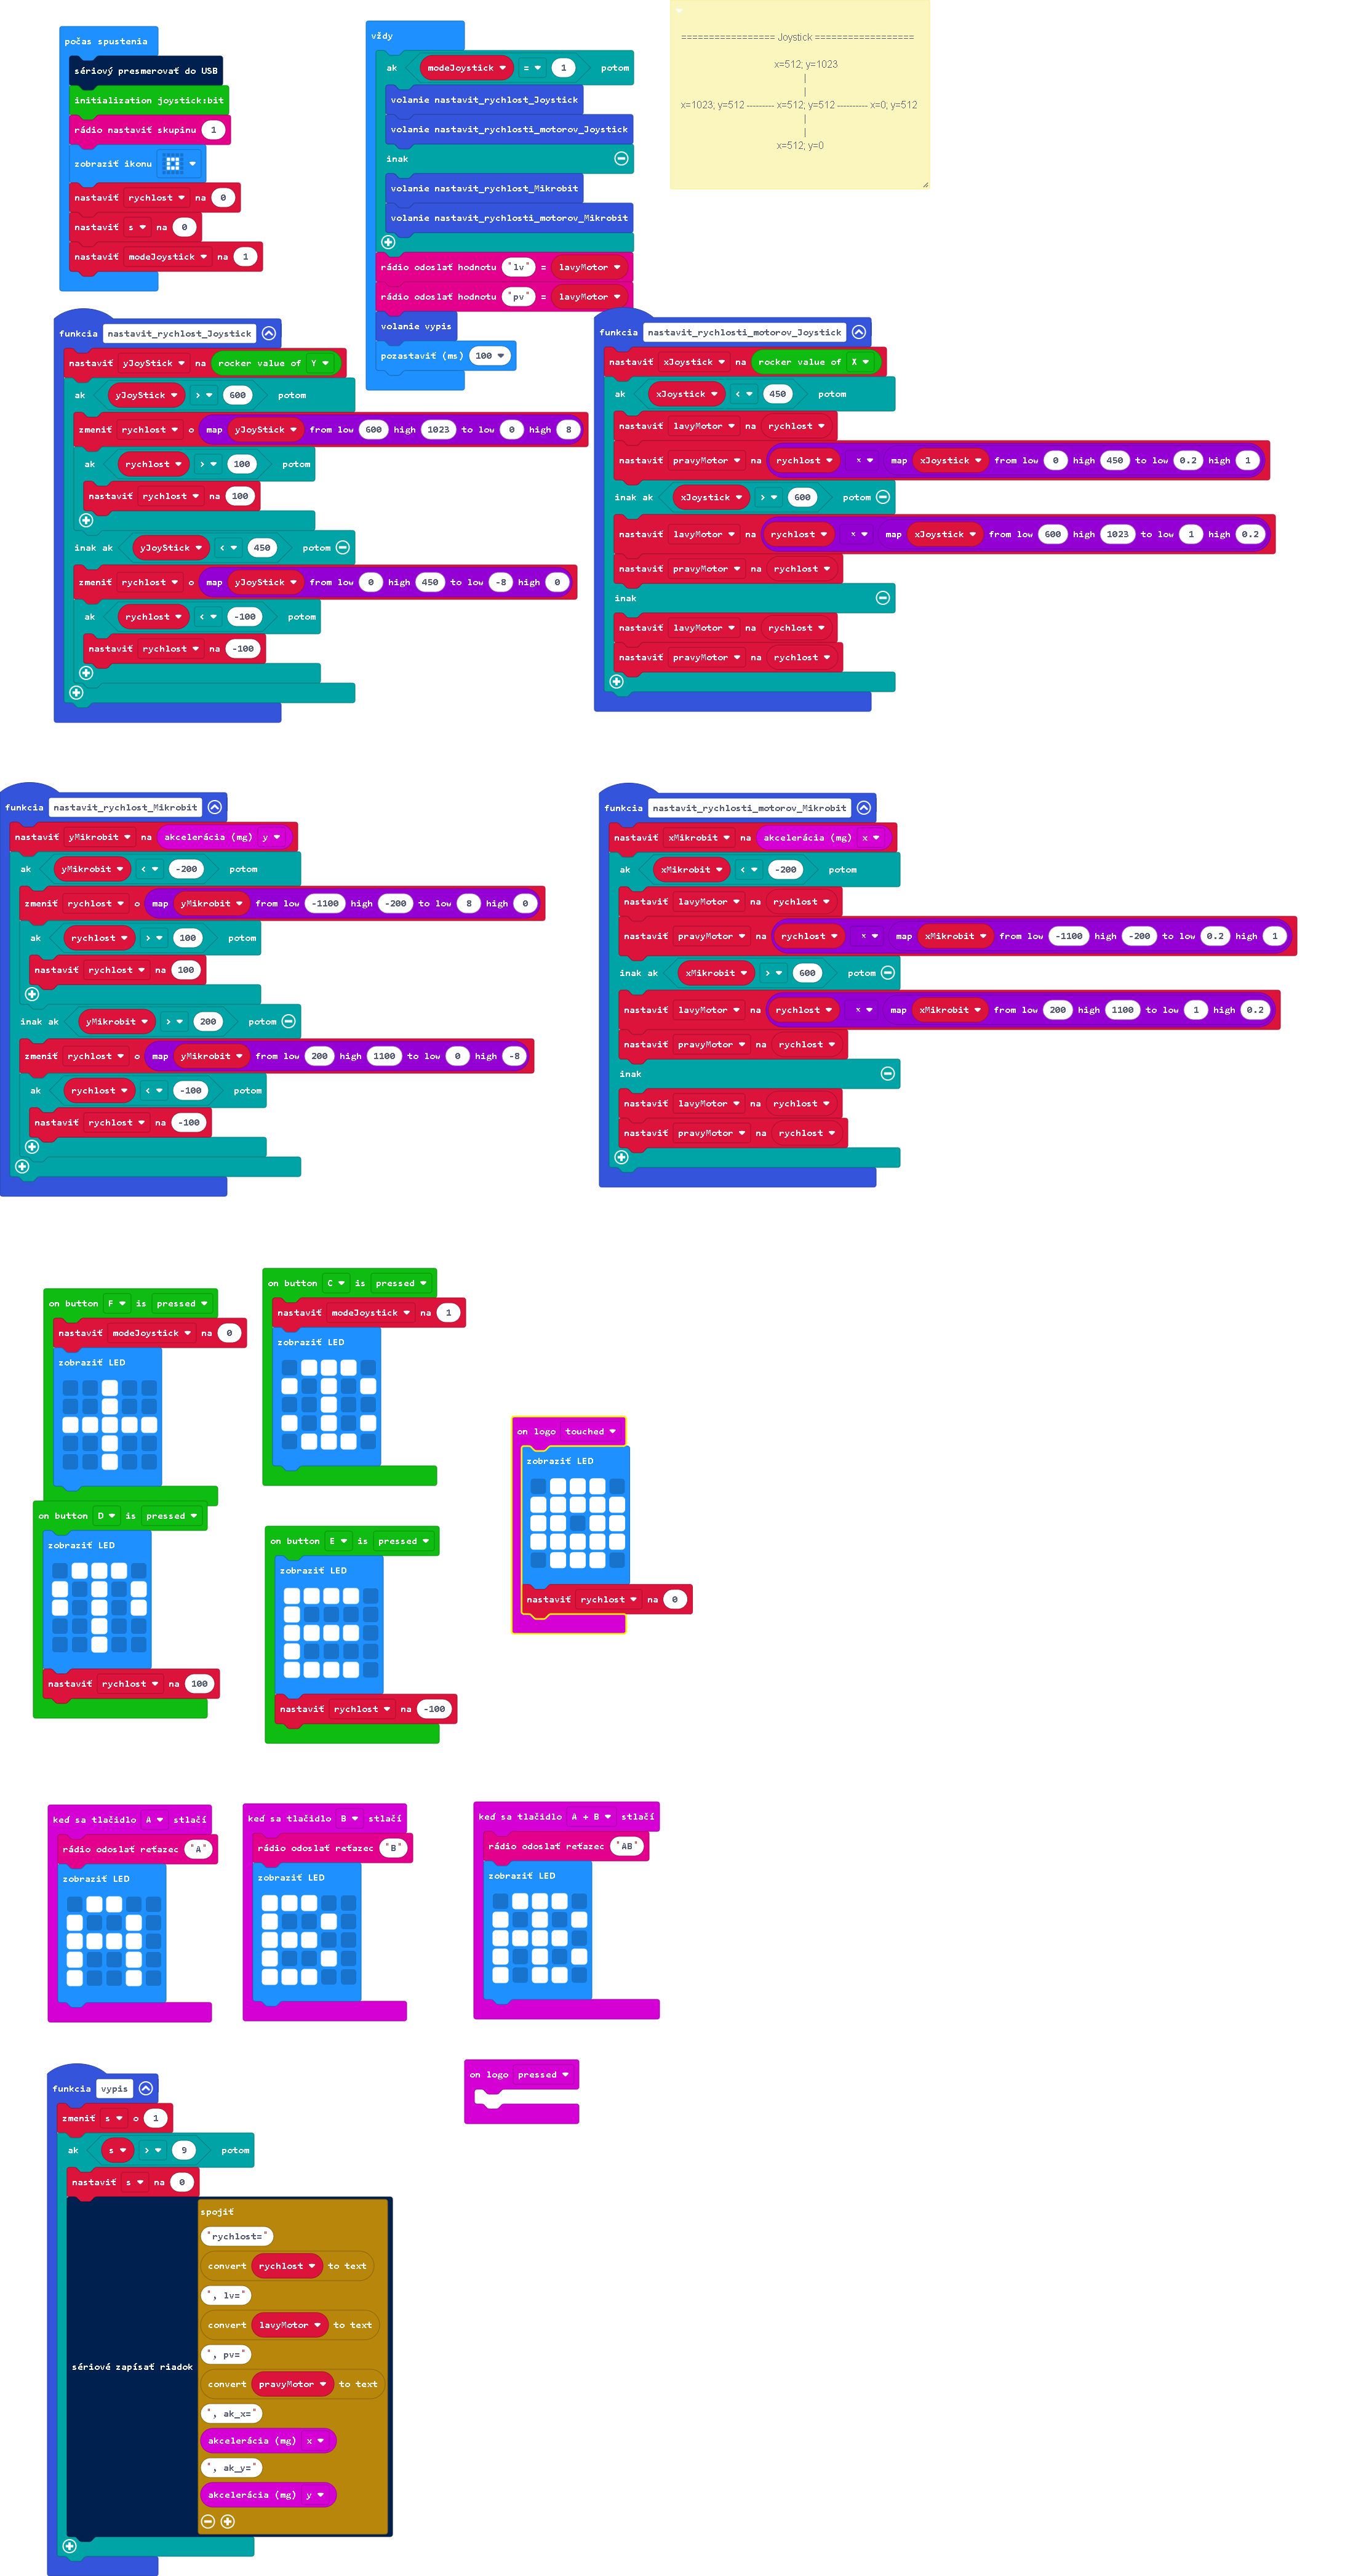 počas spustenia
sériový presmerovať do USB
initialization joystick:bit
rádio nastaviť skupinu 1
zobraziť ikonu
nastaviť rychlost na 0
nastaviť s na 0
nastaviť modeJoystick na 1
vždy
ak modeJoystick = 1 potom
volanie nastavit_rychlost_Joystick
volanie nastavit_rychlosti_motorov_Joystick
inak
volanie nastavit_rychlost_Mikrobit
volanie nastavit_rychlosti_motorov_Mikrobit
rádio odoslať hodnotu "lv" = lavyMotor
rádio odoslať hodnotu "pv" = lavyMotor
volanie vypis
pozastaviť (ms) 100
================= Joystick ==================
x=512; y=1023
|
|
x=1023; y=512 --------- x=512; y=512 ---------- x=0; y=512
|
|
x=512; y=0
funkcia nastavit_rychlost_Joystick
nastaviť yJoyStick na rocker value of Y
ak yJoyStick > 600 potom
zmeniť rychlost o map yJoyStick from low 600 high 1023 to low 0 high 8
ak rychlost > 100 potom
nastaviť rychlost na 100
inak ak yJoyStick < 450 potom
zmeniť rychlost o map yJoyStick from low 0 high 450 to low -8 high 0
ak rychlost < -100 potom
nastaviť rychlost na -100
funkcia nastavit_rychlosti_motorov_Joystick
nastaviť xJoystick na rocker value of X
ak xJoystick < 450 potom
nastaviť lavyMotor na rychlost
nastaviť pravyMotor na rychlost × map xJoystick from low 0 high 450 to low 0.2 high 1
inak ak xJoystick > 600 potom
nastaviť lavyMotor na rychlost × map xJoystick from low 600 high 1023 to low 1 high 0.2
nastaviť pravyMotor na rychlost
inak
nastaviť lavyMotor na rychlost
nastaviť pravyMotor na rychlost
funkcia nastavit_rychlost_Mikrobit
nastaviť yMikrobit na akcelerácia (mg) y
ak yMikrobit < -200 potom
zmeniť rychlost o map yMikrobit from low -1100 high -200 to low 8 high 0
ak rychlost > 100 potom
nastaviť rychlost na 100
inak ak yMikrobit > 200 potom
zmeniť rychlost o map yMikrobit from low 200 high 1100 to low 0 high -8
ak rychlost < -100 potom
nastaviť rychlost na -100
funkcia nastavit_rychlosti_motorov_Mikrobit
nastaviť xMikrobit na akcelerácia (mg) x
ak xMikrobit < -200 potom
nastaviť lavyMotor na rychlost
nastaviť pravyMotor na rychlost × map xMikrobit from low -1100 high -200 to low 0.2 high 1
inak ak xMikrobit > 600 potom
nastaviť lavyMotor na rychlost × map xMikrobit from low 200 high 1100 to low 1 high 0.2
nastaviť pravyMotor na rychlost
inak
nastaviť lavyMotor na rychlost
nastaviť pravyMotor na rychlost
on button F is pressed
nastaviť modeJoystick na 0
zobraziť LED
on button C is pressed
nastaviť modeJoystick na 1
zobraziť LED
on logo touched
zobraziť LED
nastaviť rychlost na 0
on button D is pressed
zobraziť LED
nastaviť rychlost na 100
on button E is pressed
zobraziť LED
nastaviť rychlost na -100
keď sa tlačidlo A stlačí
rádio odoslať reťazec "A"
zobraziť LED
keď sa tlačidlo B stlačí
rádio odoslať reťazec "B"
zobraziť LED
keď sa tlačidlo A + B stlačí
rádio odoslať reťazec "AB"
zobraziť LED
funkcia vypis
zmeniť s o 1
ak s > 9 potom
nastaviť s na 0
sériové zapísať riadok
spojiť
"rychlost="
convert rychlost to text
", lv="
convert lavyMotor to text
", pv="
convert pravyMotor to text
", ak_x="
akcelerácia (mg) x
", ak_y="
akcelerácia (mg) y
on logo pressed